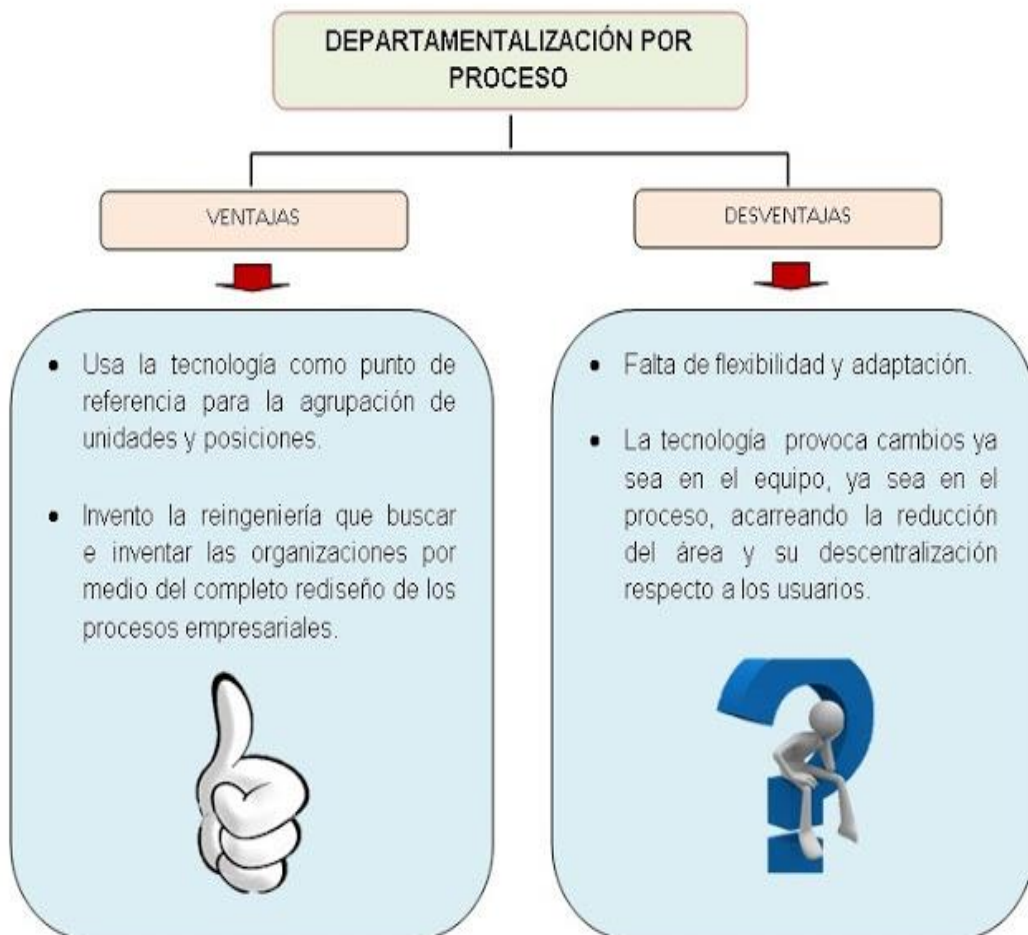 DEPARTAMENTALIZACIÓN POR
PROCESO
VENTAJAS
DESVENTAJAS
• Usa la tecnología como punto de
referencia para la agrupación de
unidades y posiciones.
• Invento la reingeniería que buscar
e inventar las organizaciones por
medio del completo rediseño de los
procesos empresariales.
• Falta de flexibilidad y adaptación.
• La tecnología provoca cambios ya
sea en el equipo, ya sea en el
proceso, acarreando la reducción
del área y su descentralización
respecto a los usuarios.